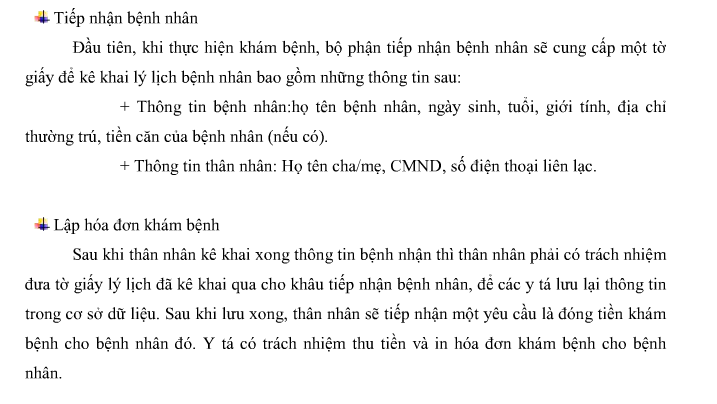 Tiếp nhận bệnh nhân
Đầu tiên, khi thực hiện khám bệnh, bộ phận tiếp nhận bệnh nhân sẽ cung cấp một tờ
giấy để kê khai lý lịch bệnh nhân bao gồm những thông tin sau:
+ Thông tin bệnh nhân:họ tên bệnh nhân, ngày sinh, tuổi, giới tính, địa chỉ
thường trú, tiền căn của bệnh nhân (nếu có).
+ Thông tin thân nhân: Họ tên cha/mẹ, CMND, số điện thoại liên lạc.
Lập hóa đơn khám bệnh
Sau khi thân nhân kê khai xong thông tin bệnh nhận thì thân nhân phải có trách nhiệm
đưa tờ giấy lý lịch đã kê khai qua cho khâu tiếp nhận bệnh nhân, để các y tá lưu lại thông tin
trong cơ sở dữ liệu. Sau khi lưu xong, thân nhân sẽ tiếp nhận một yêu cầu là đóng tiền khám
bệnh cho bệnh nhân đó. Y tá có trách nhiệm thu tiền và in hóa đơn khám bệnh cho bệnh
nhân.